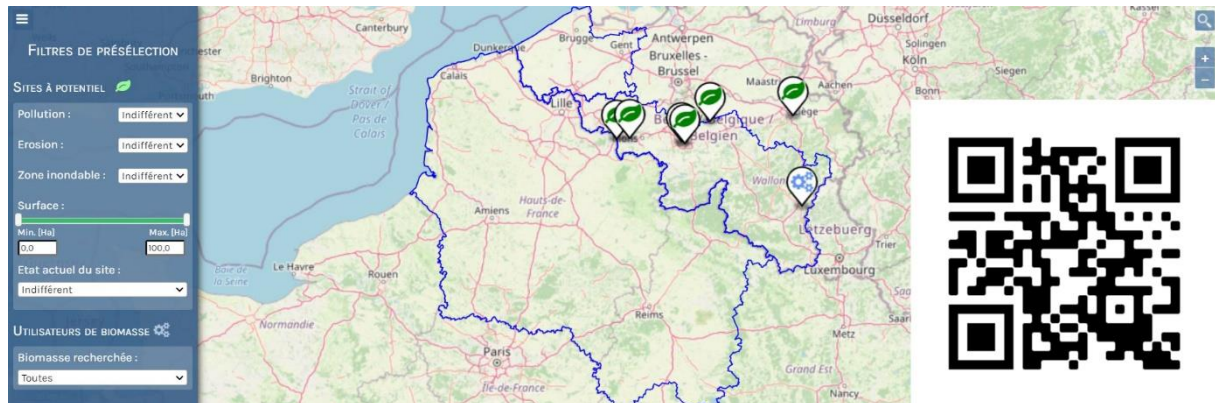 FILTRES DE PRÉSÉLECTION
SITES À POTENTIEL
Pollution :
Indifférent
Erosion :
Indifférent
Zone inondable :
Indifférent
Surface :
Min. [Ha]
Max. [Ha]
0,0
100,0
Etat actuel du site :
Indifférent
UTILISATEURS DE BIOMASSE
Biomasse recherchée :
Toutes
Canterbury
Brighton
Strait of
Dover /
Pas de
Calais
Dunkerque
Calais
Lille
Brugge
Gent
Antwerpen
Bruxelles -
Brussel
Limburg
Düsseldorf
Solingen
Köln
Siegen
Aachen
Bonn
Belgien
Hauts-de-
France
Amiens
Baie de
la Seine
Le Havre
Rouen
Normandie
Reims
Paris
Île-de-France
Lëtzebuerg
Trier
Luxembourg
Metz
Grand Est
Nancy
+
−